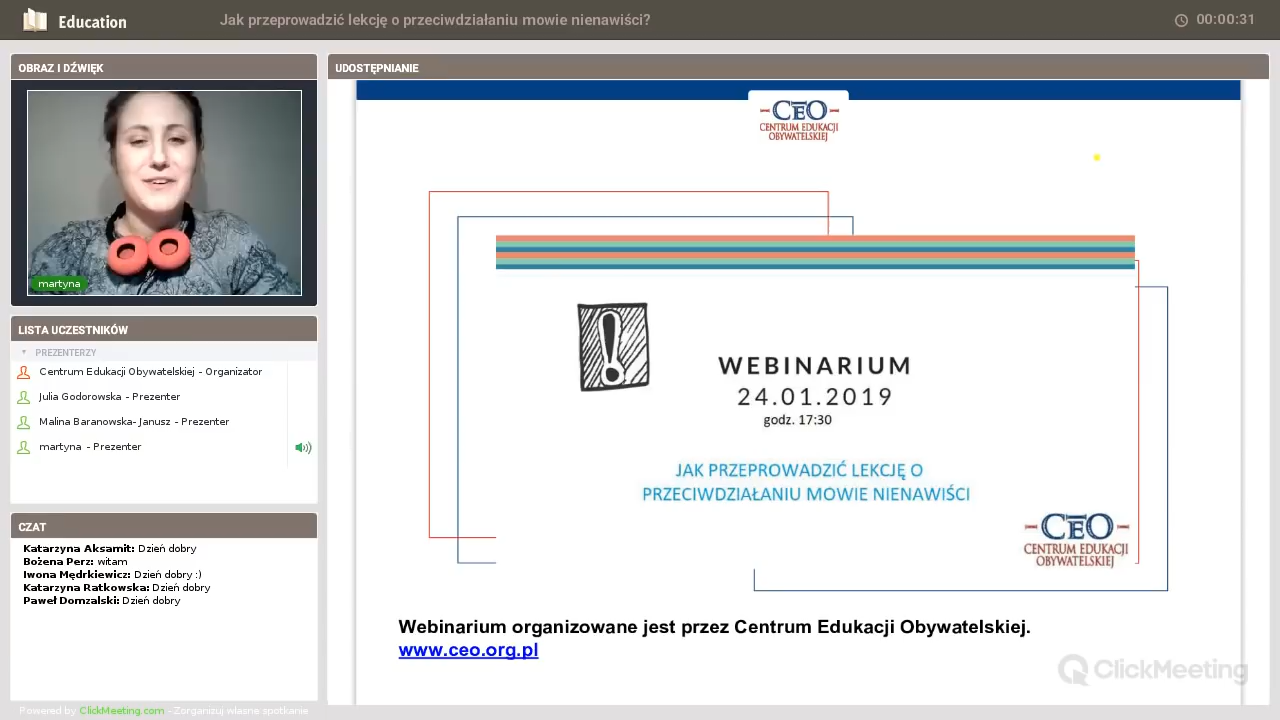 Education
Jak przeprowadzić lekcję o przeciwdziałaniu mowie nienawiści?
00:00:31
OBRAZ I DŹWIĘK
martyna
LISTA UCZESTNIKÓW
PREZENTERZY
Centrum Edukacji Obywatelskiej - Organizator
Julia Godorowska - Prezenter
Malina Baranowska- Janusz - Prezenter
martyna - Prezenter
CZAT
Katarzyna Aksamit: Dzień dobry
Bożena Perz: witam
Iwona Mędrkiewicz: Dzień dobry :)
Katarzyna Ratkowska: Dzień dobry
Paweł Domzalski: Dzień dobry
Powered by ClickMeeting.com - Zorganizuj własne spotkanie
UDOSTĘPNIANIE
CEO
CENTRUM EDUKACJI
OBYWATELSKIEJ
WEBINARIUM
24.01.2019
godz. 17:30
JAK PRZEPROWADZIĆ LEKCJĘ O
PRZECIWDZIAŁANIU MOWIE NIENAWIŚCI
CEO
CENTRUM EDUKACJI
OBYWATELSKIEJ
Webinarium organizowane jest przez Centrum Edukacji Obywatelskiej.
www.ceo.org.pl
ClickMeeting